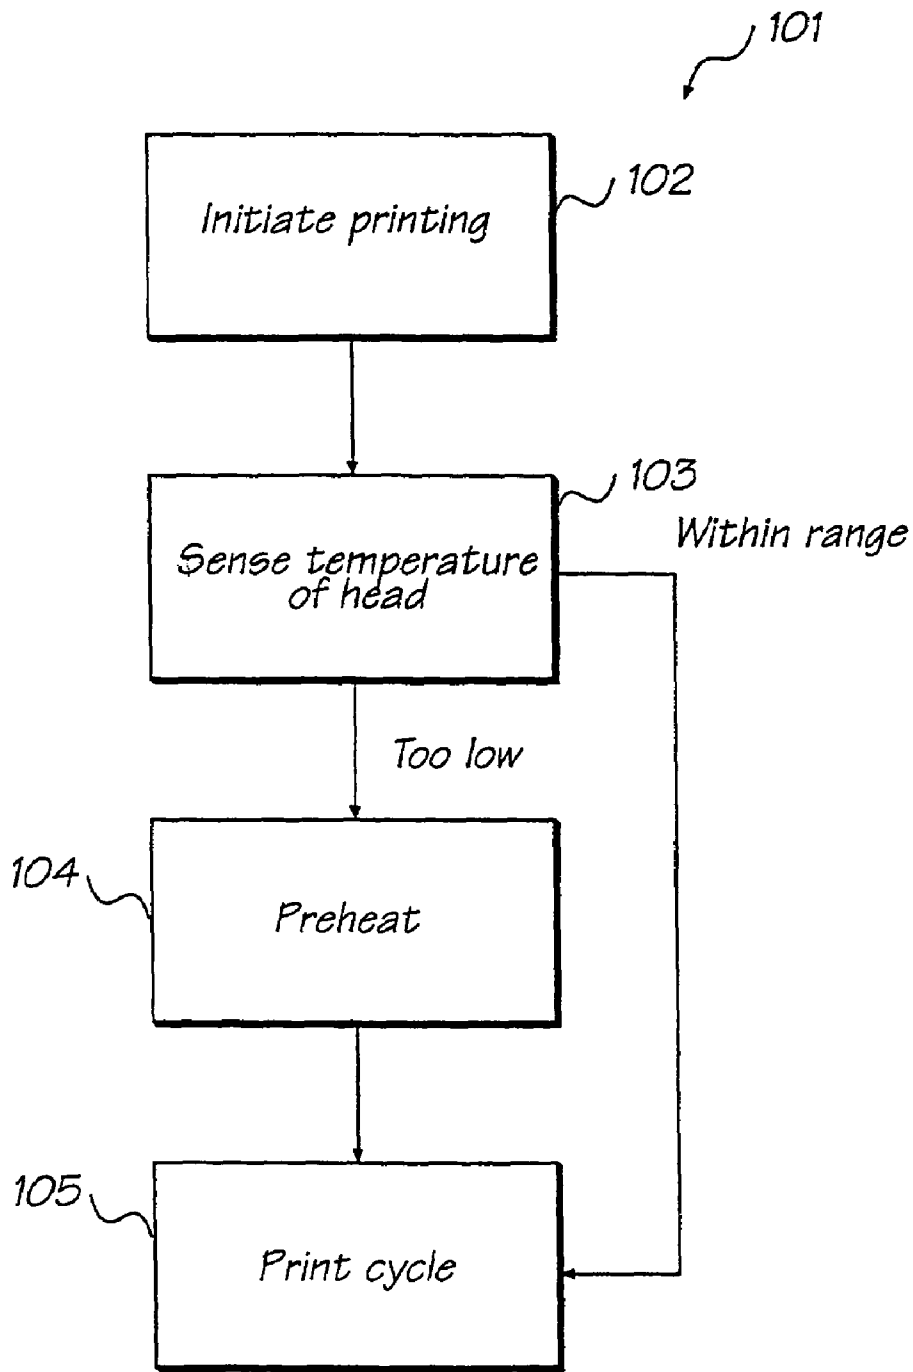 101
102
Initiate printing
103
Within range
Sense temperature
of head
Too low
104
Preheat
105
Print cycle